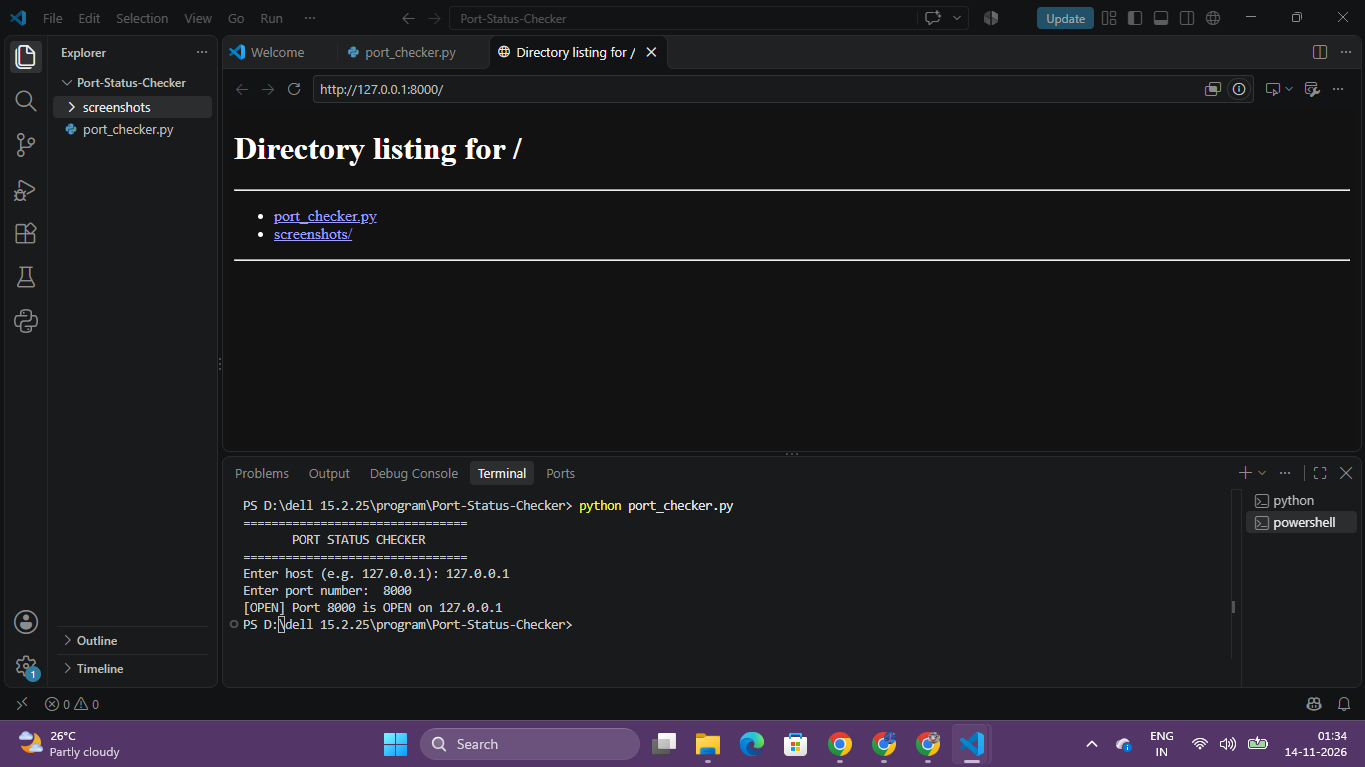 File Edit Selection View Go Run ···
Port-Status-Checker
Update
Explorer ···
Port-Status-Checker
screenshots
port_checker.py
Outline
Timeline
Welcome
port_checker.py
Directory listing for /
http://127.0.0.1:8000/
Directory listing for /
• port_checker.py
• screenshots/
Problems Output Debug Console Terminal Ports
PS D:\dell 15.2.25\program\Port-Status-Checker> python port_checker.py
================================
PORT STATUS CHECKER
================================
Enter host (e.g. 127.0.0.1): 127.0.0.1
Enter port number:  8000
[OPEN] Port 8000 is OPEN on 127.0.0.1
PS D:\dell 15.2.25\program\Port-Status-Checker>
python
powershell
1
0 0
26°C
Partly cloudy
Search
ENG
IN
01:34
14-11-2026